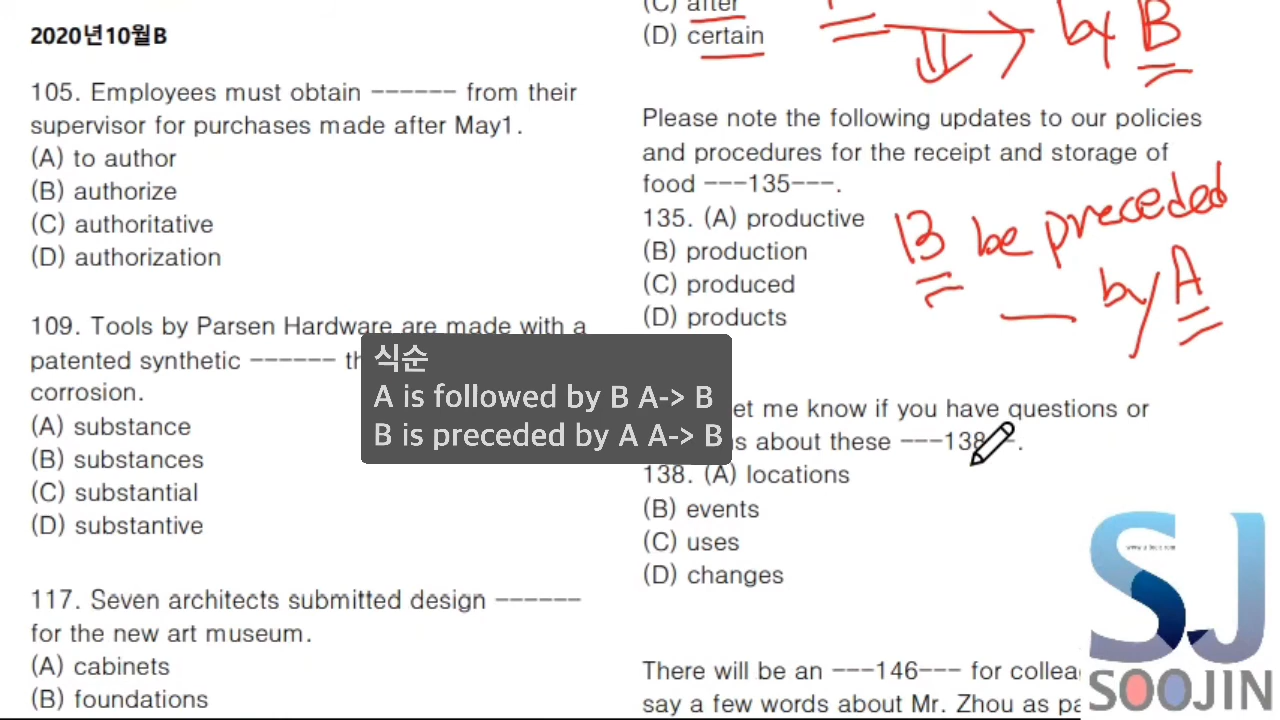 2020년10월B
105. Employees must obtain ------ from their
supervisor for purchases made after May1.
(A) to author
(B) authorize
(C) authoritative
(D) authorization
109. Tools by Parsen Hardware are made with a
patented synthetic ------ th
corrosion.
(A) substance
(B) substances
(C) substantial
(D) substantive
117. Seven architects submitted design ------
for the new art museum.
(A) cabinets
(B) foundations
(C) after
(D) certain
by B
Please note the following updates to our policies
and procedures for the receipt and storage of
food ---135---.
135. (A) productive
(B) production
(C) produced
(D) products
B be preceded
by A
식순
A is followed by B A-> B
B is preceded by A A-> B
et me know if you have questions or
s about these ---138-.
138. (A) locations
(B) events
(C) uses
(D) changes
There will be an ---146--- for collea
say a few words about Mr. Zhou as pa
SJ
SOOJIN